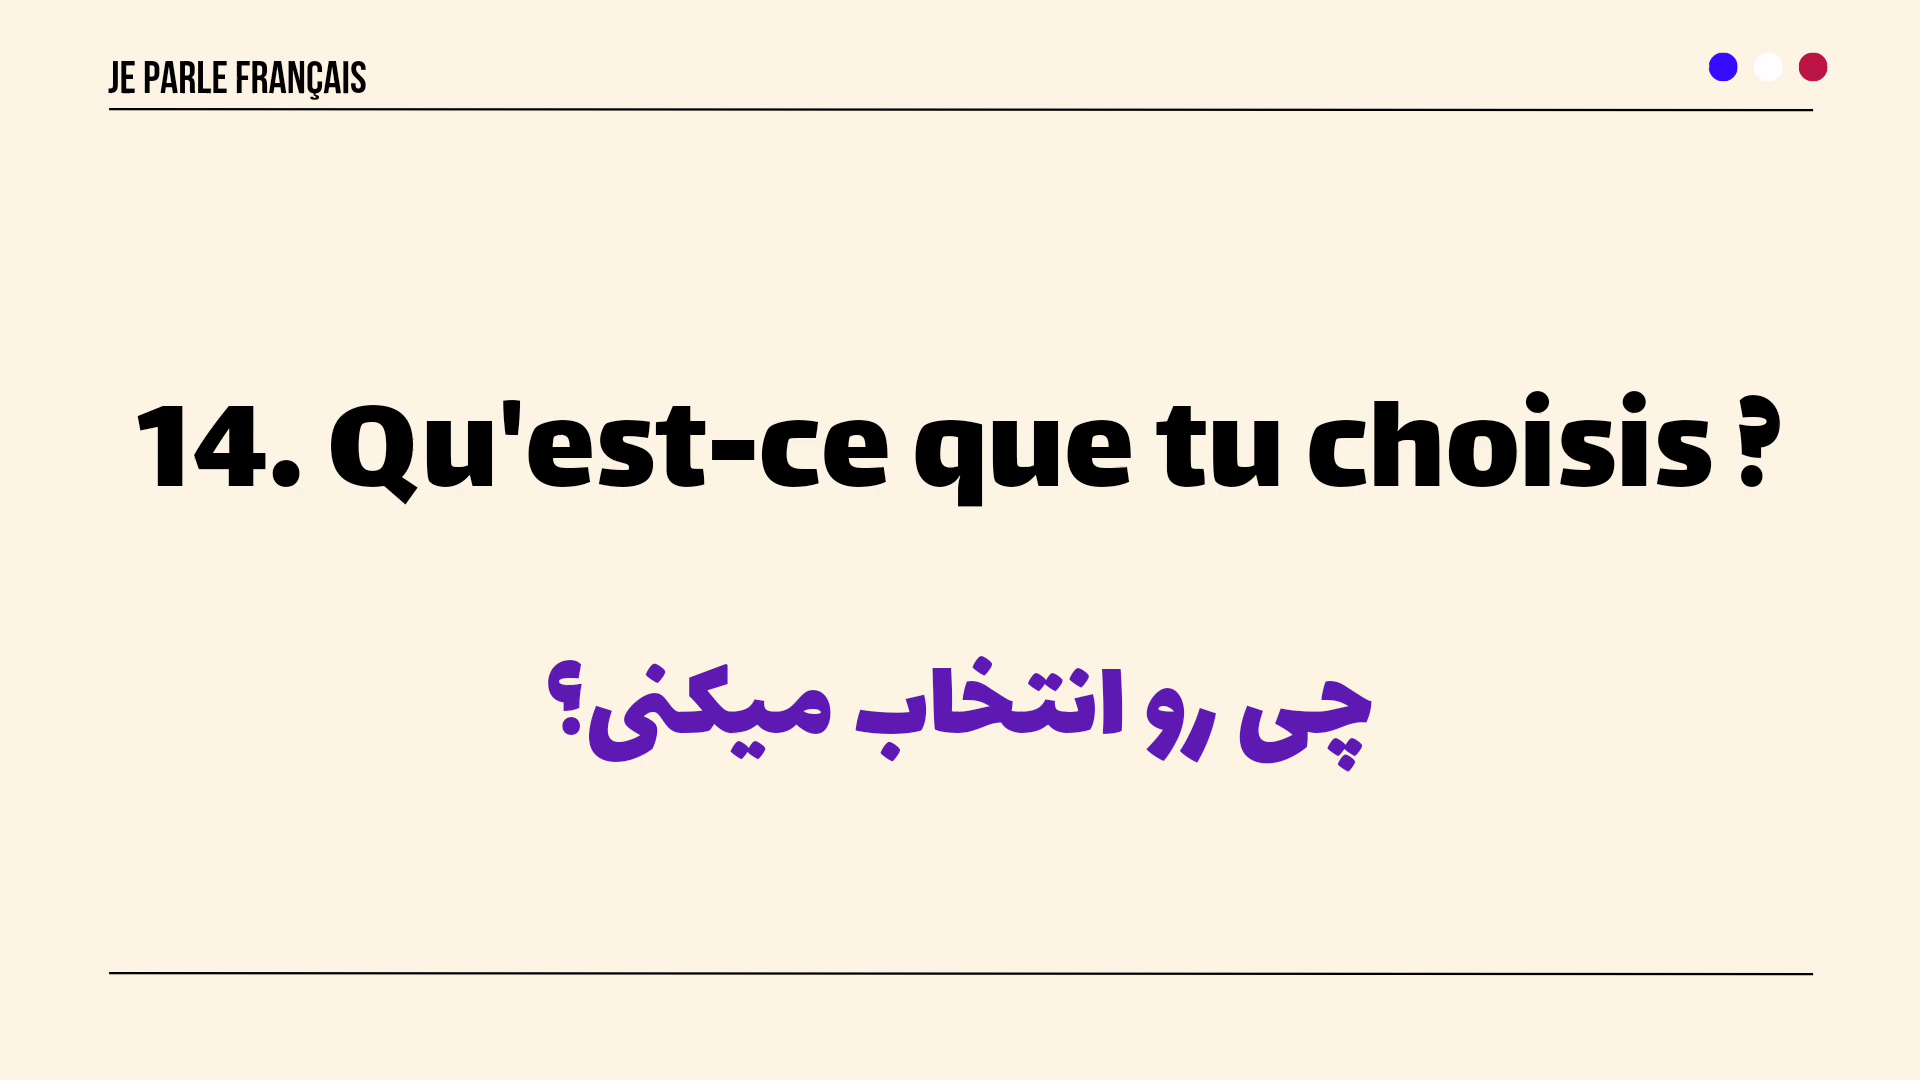 JE PARLE FRANÇAIS
14. Qu'est-ce que tu choisis ?
چی رو انتخاب میکنی؟